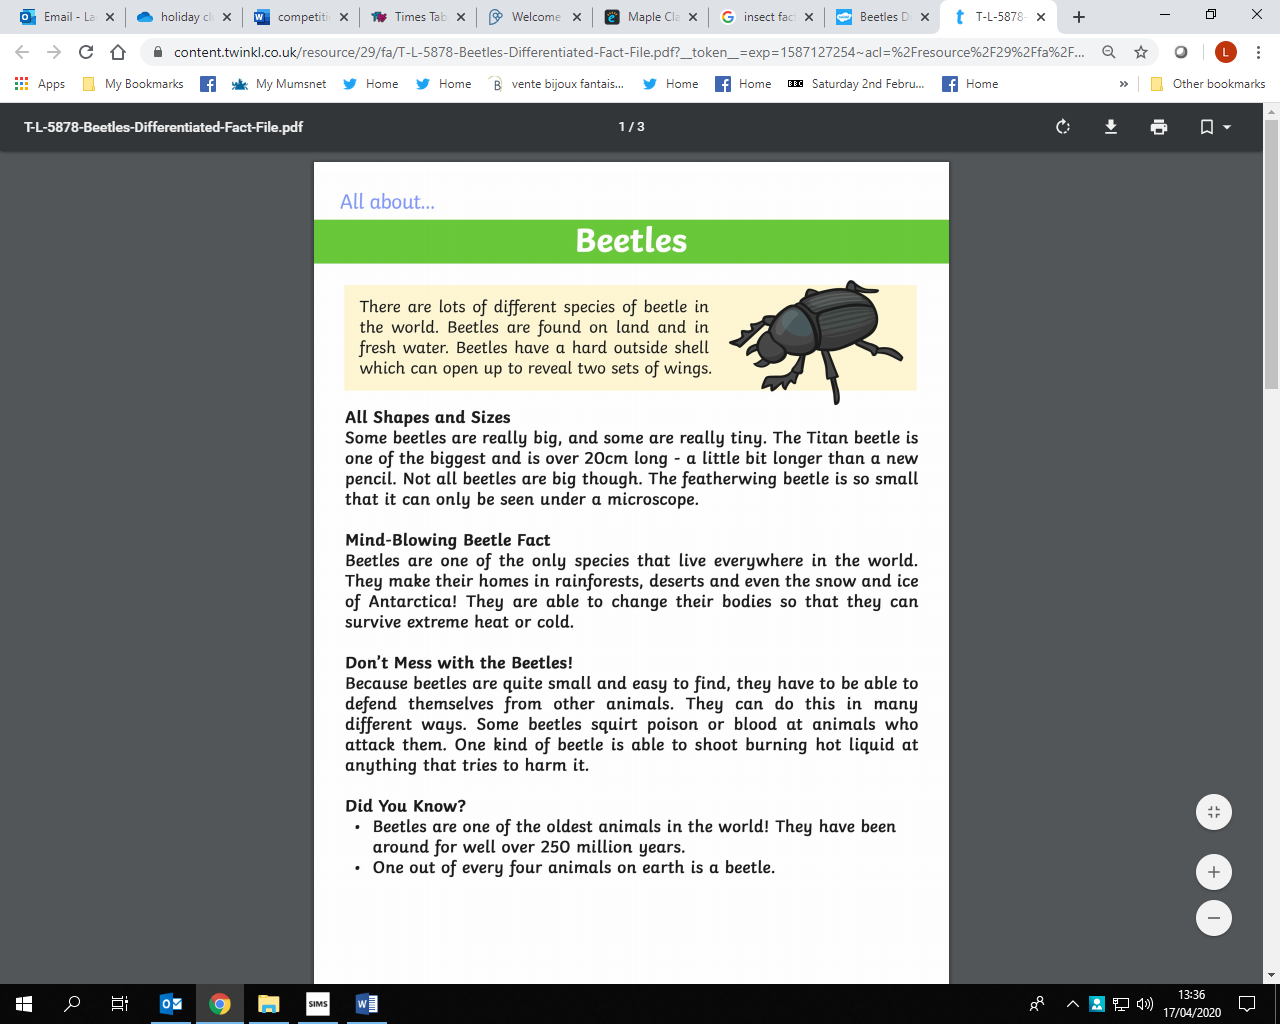 Email - La
holiday cl
competiti
Times Tab
Welcome
Maple Cla
insect fac
Beetles D
T-L-5878-
content.twinkl.co.uk/resource/29/fa/T-L-5878-Beetles-Differentiated-Fact-File.pdf?__token__=exp=1587127254~acl=%2Fresource%2F29%2Ffa%2F...
L
Apps
My Bookmarks
My Mumsnet
Home
Home
vente bijoux fantais...
Home
Home
BBC
Saturday 2nd Febru...
Home
»
Other bookmarks
T-L-5878-Beetles-Differentiated-Fact-File.pdf
1 / 3
All about...
Beetles
There are lots of different species of beetle in
the world. Beetles are found on land and in
fresh water. Beetles have a hard outside shell
which can open up to reveal two sets of wings.
All Shapes and Sizes
Some beetles are really big, and some are really tiny. The Titan beetle is
one of the biggest and is over 20cm long - a little bit longer than a new
pencil. Not all beetles are big though. The featherwing beetle is so small
that it can only be seen under a microscope.
Mind-Blowing Beetle Fact
Beetles are one of the only species that live everywhere in the world.
They make their homes in rainforests, deserts and even the snow and ice
of Antarctica! They are able to change their bodies so that they can
survive extreme heat or cold.
Don't Mess with the Beetles!
Because beetles are quite small and easy to find, they have to be able to
defend themselves from other animals. They can do this in many
different ways. Some beetles squirt poison or blood at animals who
attack them. One kind of beetle is able to shoot burning hot liquid at
anything that tries to harm it.
Did You Know?
• Beetles are one of the oldest animals in the world! They have been
around for well over 250 million years.
• One out of every four animals on earth is a beetle.
SIMS
13:36
17/04/2020